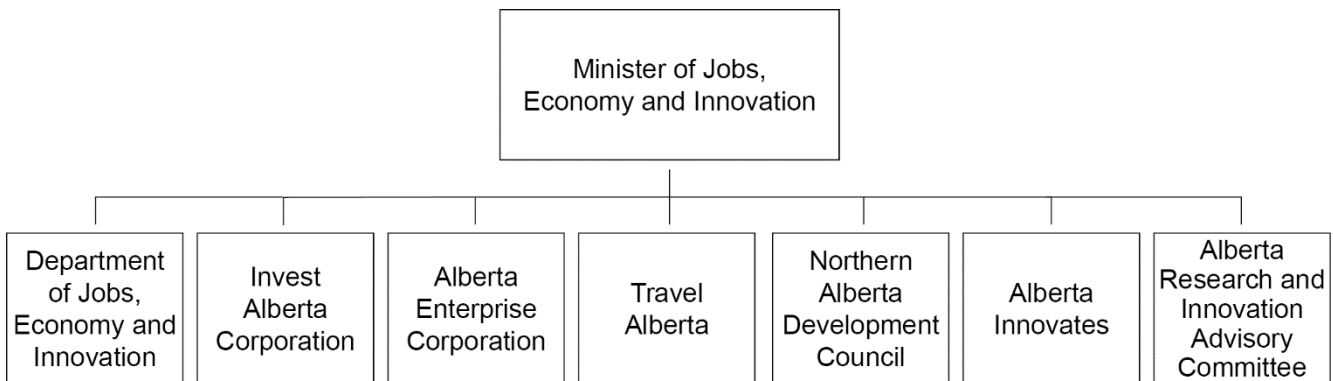 Minister of Jobs,
Economy and Innovation
Department
of Jobs,
Economy and
Innovation
Invest
Alberta
Corporation
Alberta
Enterprise
Corporation
Travel
Alberta
Northern
Alberta
Development
Council
Alberta
Innovates
Alberta
Research and
Innovation
Advisory
Committee